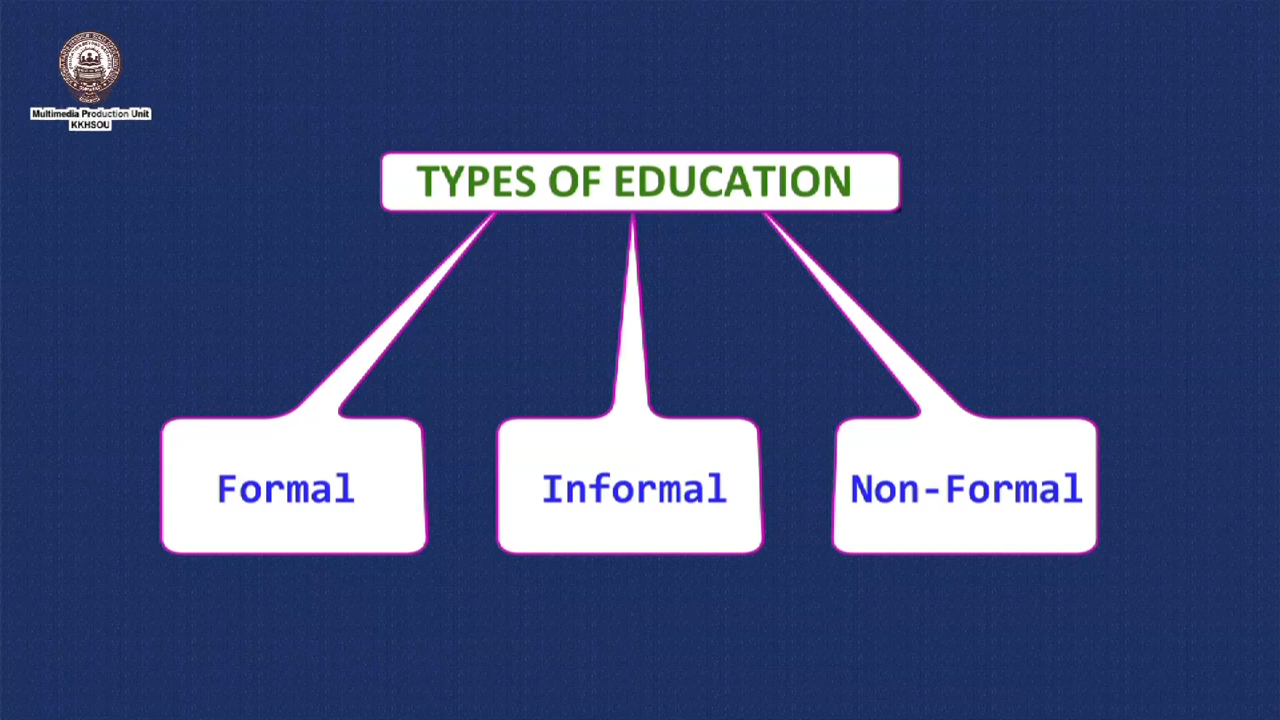 Multimedia Production Unit
KKHSOU
TYPES OF EDUCATION
Formal
Informal
Non-Formal